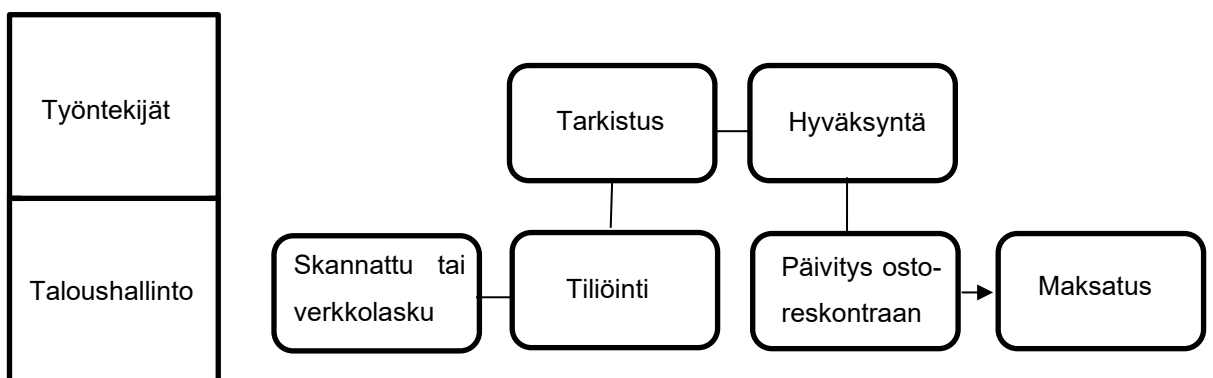 Työntekijät
Tarkistus
Hyväksyntä
Taloushallinto
Skannattu tai
verkkolasku
Tiliöinti
Päivitys osto-
reskontraan
Maksatus